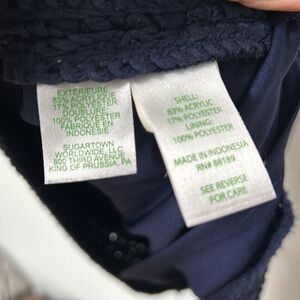 EXTÉRIEURE
83% ACRYLIQUE
17% POLYESTER
DOUBLURE
100% POLYESTER
FABRIQUÉ EN
INDONESIE
SUGARTOWN
WORLDWIDE, LLC
800 THIRD AVENUE
KING OF PRUSSIA, PA
SHELL:
83% ACRYLIC
17% POLYESTER
LINING:
100% POLYESTER
MADE IN INDONESIA
RN# 88189
SEE REVERSE
FOR CARE